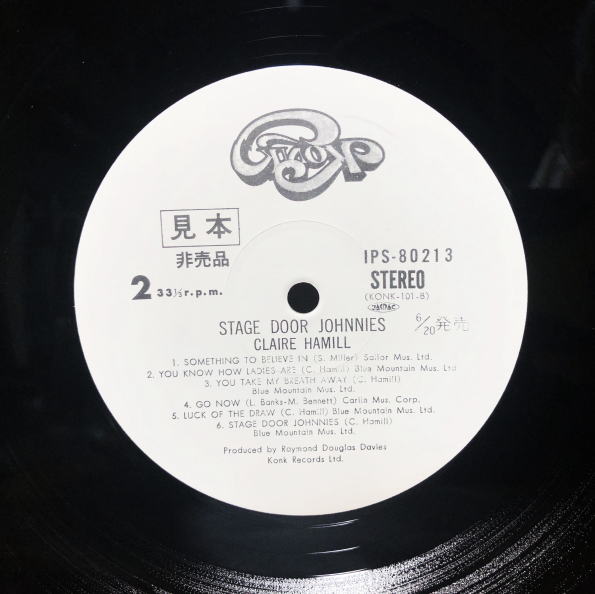 Konk
見本
非売品
IPS-80213
2 33⅓ r.p.m.
STEREO
(KONK-101-B)
JASRAC
STAGE DOOR JOHNNIES
6/20発売
CLAIRE HAMILL
1. SOMETHING TO BELIEVE IN (S. Miller) Sailor Mus. Ltd.
2. YOU KNOW HOW LADIES ARE (C. Hamill) Blue Mountain Mus. Ltd
3. YOU TAKE MY BREATH AWAY (C. Hamill)
Blue Mountain Mus. Ltd.
4. GO NOW (L. Banks-M. Bennett) Carlin Mus. Corp.
5. LUCK OF THE DRAW (C. Hamill) Blue Mountain Mus. Ltd.
6. STAGE DOOR JOHNNIES (C. Hamill)
Blue Mountain Mus. Ltd.
Produced by Raymond Douglas Davies
Konk Records Ltd.